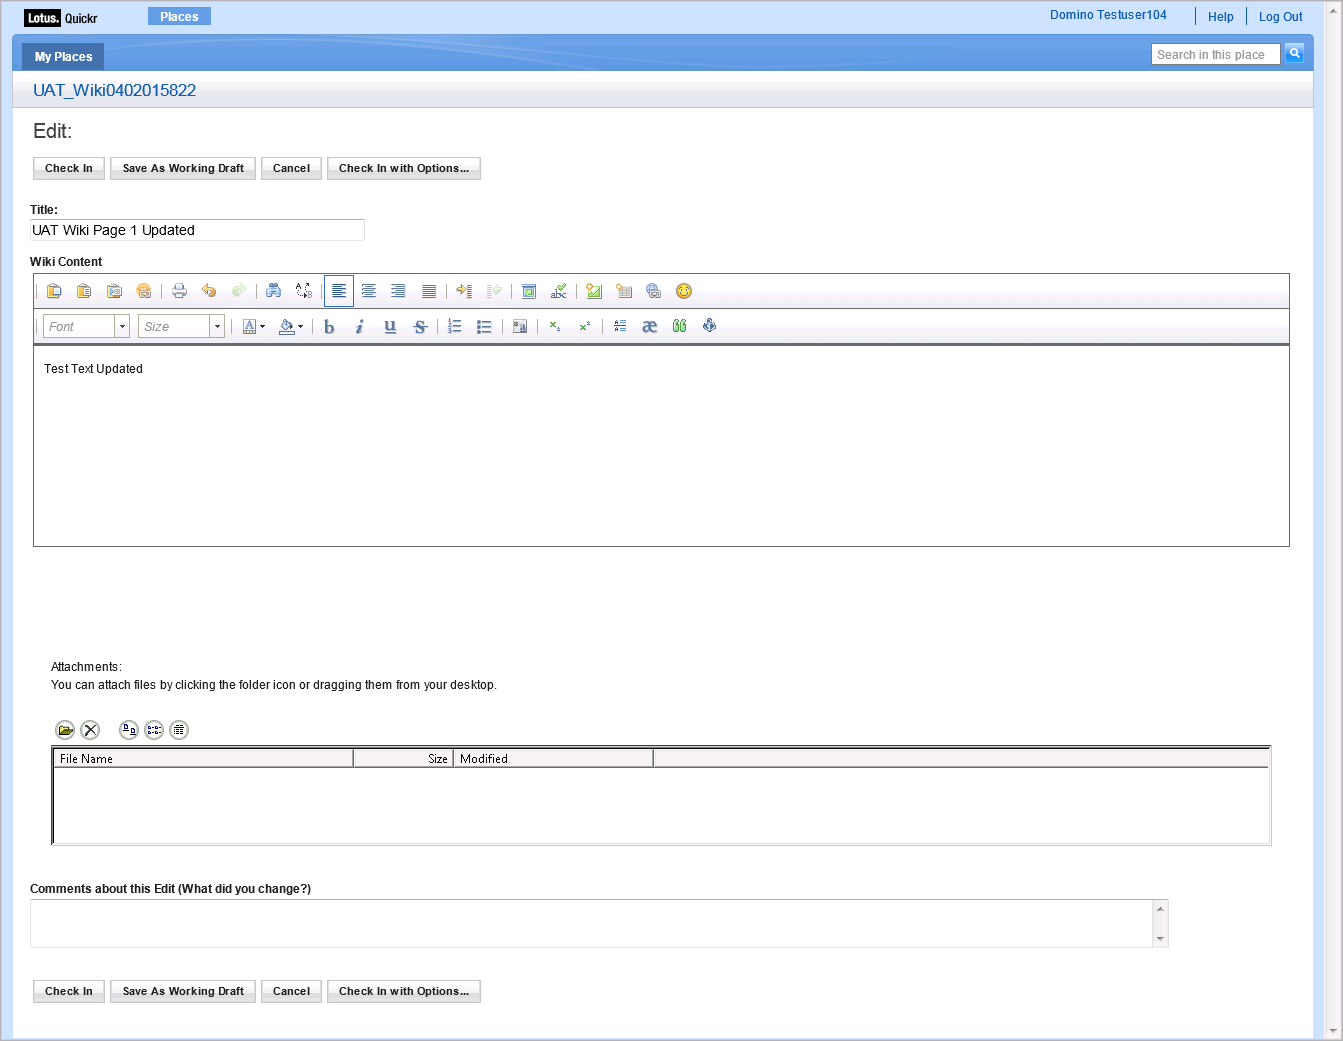 Lotus. Quickr Places Domino Testuser104 Help Log Out
My Places Search in this place
UAT_Wiki0402015822
Edit:
Check In Save As Working Draft Cancel Check In with Options...
Title:
UAT Wiki Page 1 Updated
Wiki Content
Font Size
Test Text Updated
Attachments:
You can attach files by clicking the folder icon or dragging them from your desktop.
File Name Size Modified
Comments about this Edit (What did you change?)
Check In Save As Working Draft Cancel Check In with Options...